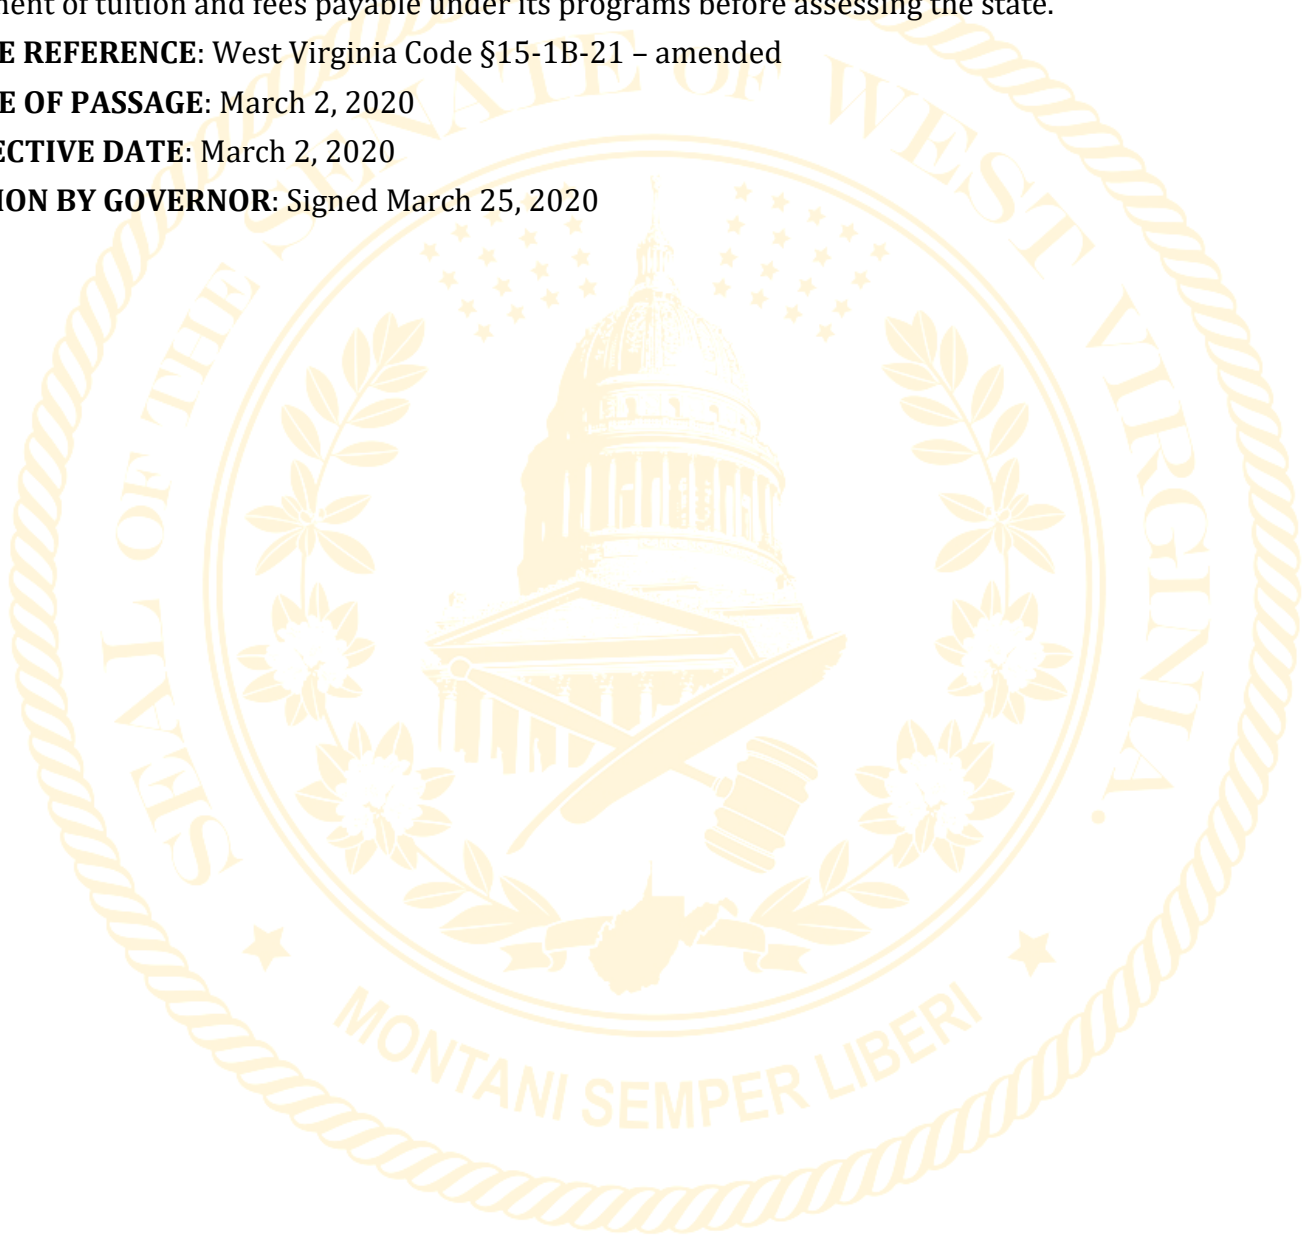 ment of tuition and fees payable under its programs before assessing the state.
E REFERENCE: West Virginia Code §15-1B-21 – amended
E OF PASSAGE: March 2, 2020
ECTIVE DATE: March 2, 2020
ION BY GOVERNOR: Signed March 25, 2020
SEAL OF THE SENATE OF WEST VIRGINIA
MONTANI SEMPER LIBERI